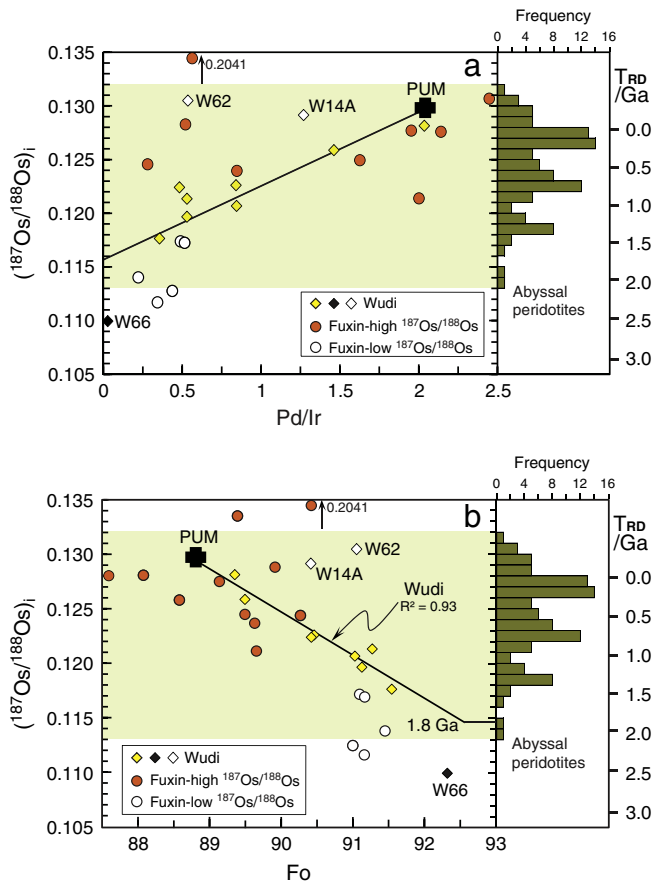 Frequency
0 4 8 12 16
a
TRD
/Ga
0.135
0.130
0.125
0.120
0.115
0.110
0.105
(187Os/188Os)i
0.2041
W62
W14A
PUM
W66
Wudi
Fuxin-high 187Os/188Os
Fuxin-low 187Os/188Os
Abyssal
peridotites
0.0
0.5
1.0
1.5
2.0
2.5
3.0
0 0.5 1 1.5 2 2.5
Pd/Ir
Frequency
0 4 8 12 16
b
TRD
/Ga
0.135
0.130
0.125
0.120
0.115
0.110
0.105
(187Os/188Os)i
0.2041
PUM
W62
W14A
Wudi
R² = 0.93
1.8 Ga
W66
Wudi
Fuxin-high 187Os/188Os
Fuxin-low 187Os/188Os
Abyssal
peridotites
0.0
0.5
1.0
1.5
2.0
2.5
3.0
88 89 90 91 92 93
Fo